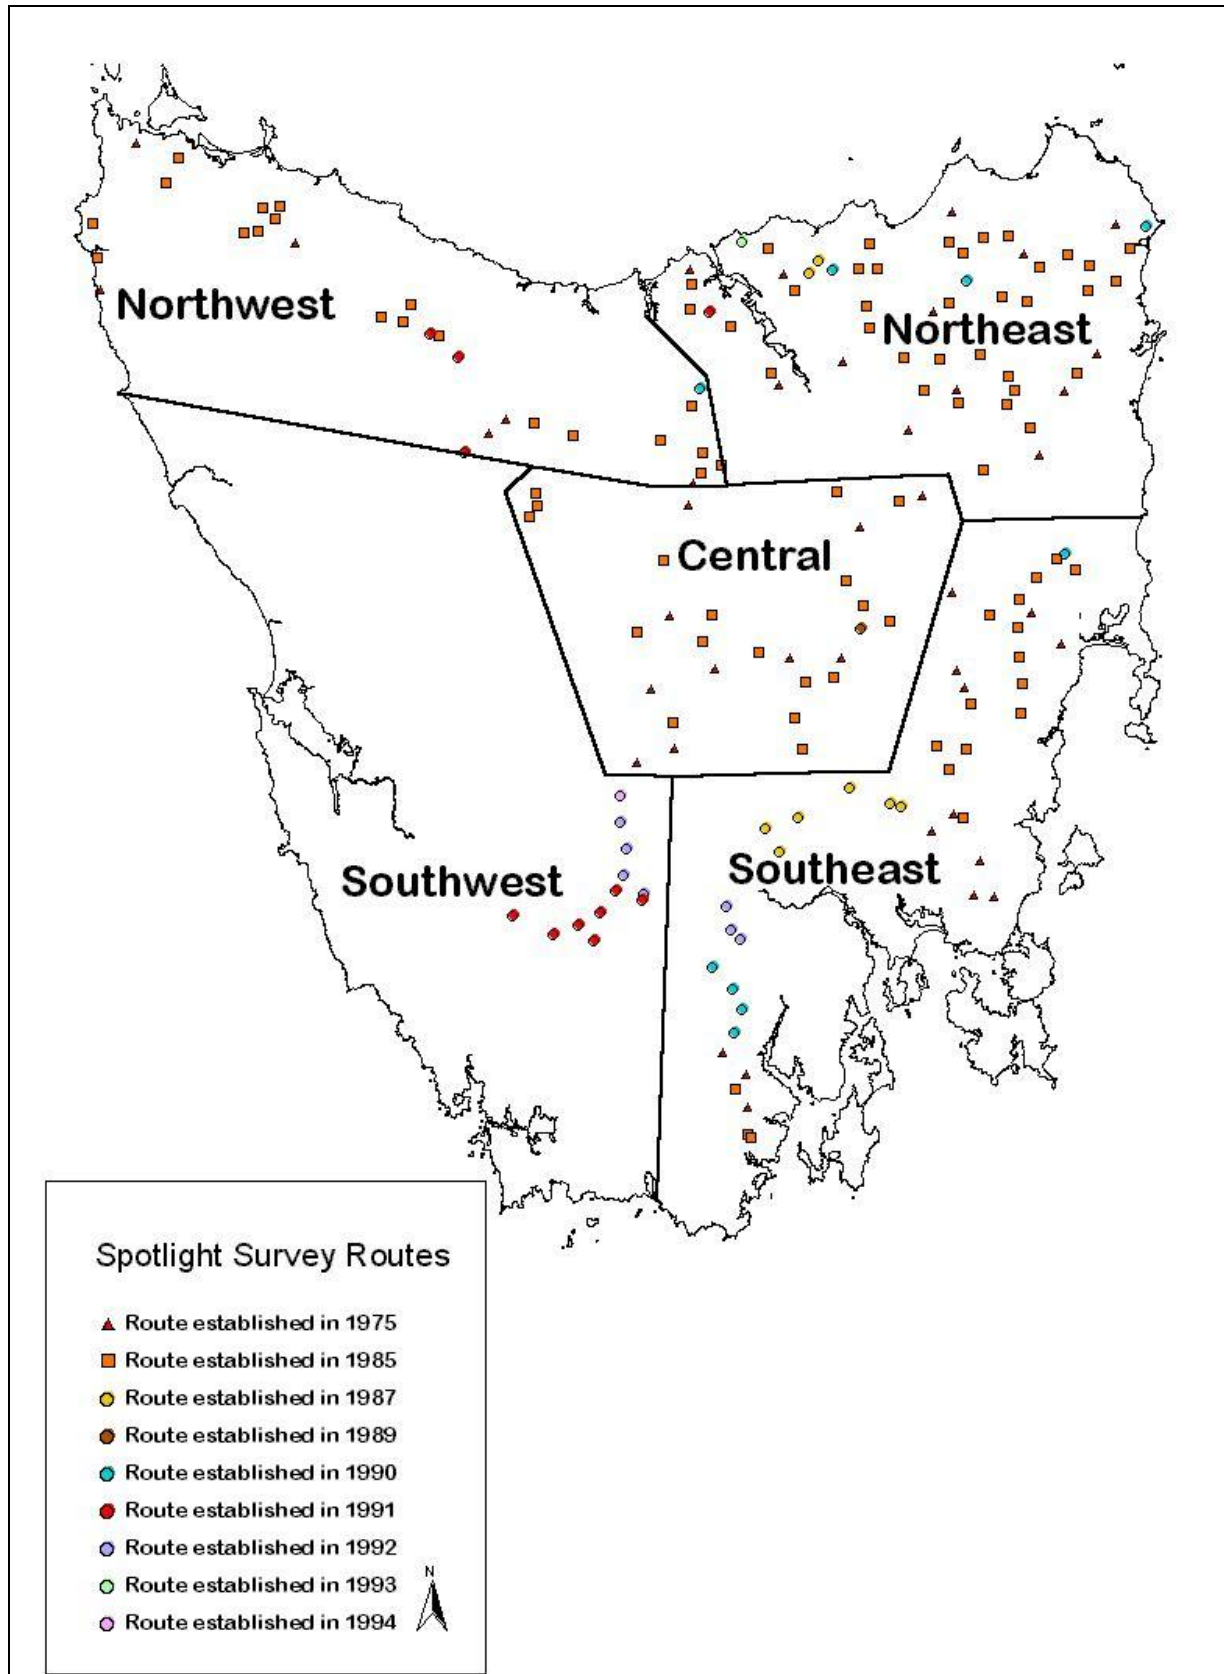 Northwest
Northeast
Central
Southwest
Southeast
Spotlight Survey Routes
Route established in 1975
Route established in 1985
Route established in 1987
Route established in 1989
Route established in 1990
Route established in 1991
Route established in 1992
Route established in 1993
Route established in 1994
N